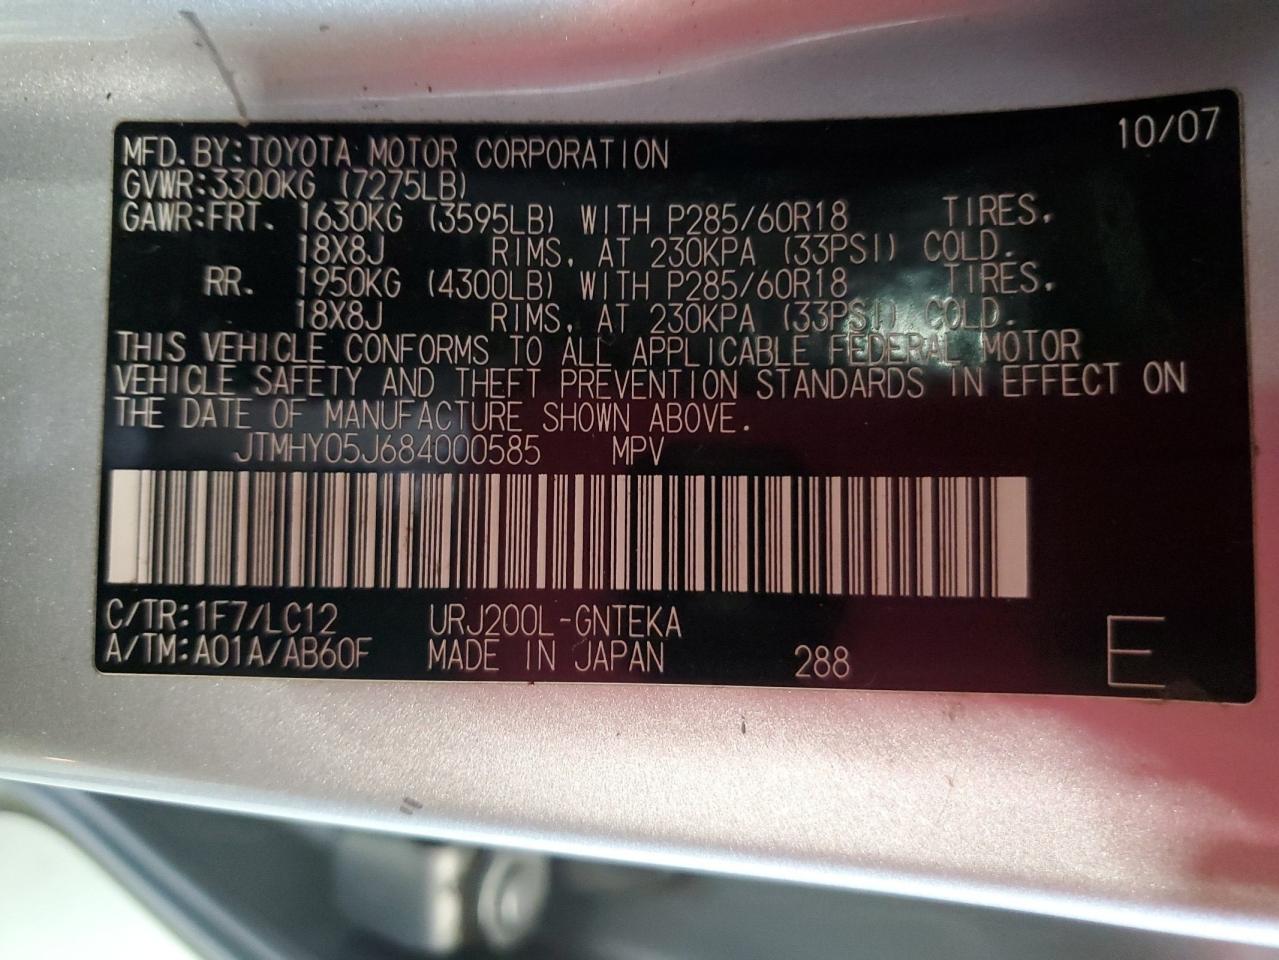 10/07
MFD. BY: TOYOTA MOTOR CORPORATION
GVWR: 3300KG (7275LB)
GAWR: FRT. 1630KG (3595LB) WITH P285/60R18 TIRES.
18X8J RIMS, AT 230KPA (33PSI) COLD.
RR. 1950KG (4300LB) WITH P285/60R18 TIRES.
18X8J RIMS, AT 230KPA (33PSI) COLD.
THIS VEHICLE CONFORMS TO ALL APPLICABLE FEDERAL MOTOR
VEHICLE SAFETY AND THEFT PREVENTION STANDARDS IN EFFECT ON
THE DATE OF MANUFACTURE SHOWN ABOVE.
JTMHY05J684000585 MPV
C/TR: 1F7/LC12 URJ200L-GNTEKA
A/TM: A01A/AB60F MADE IN JAPAN 288 E